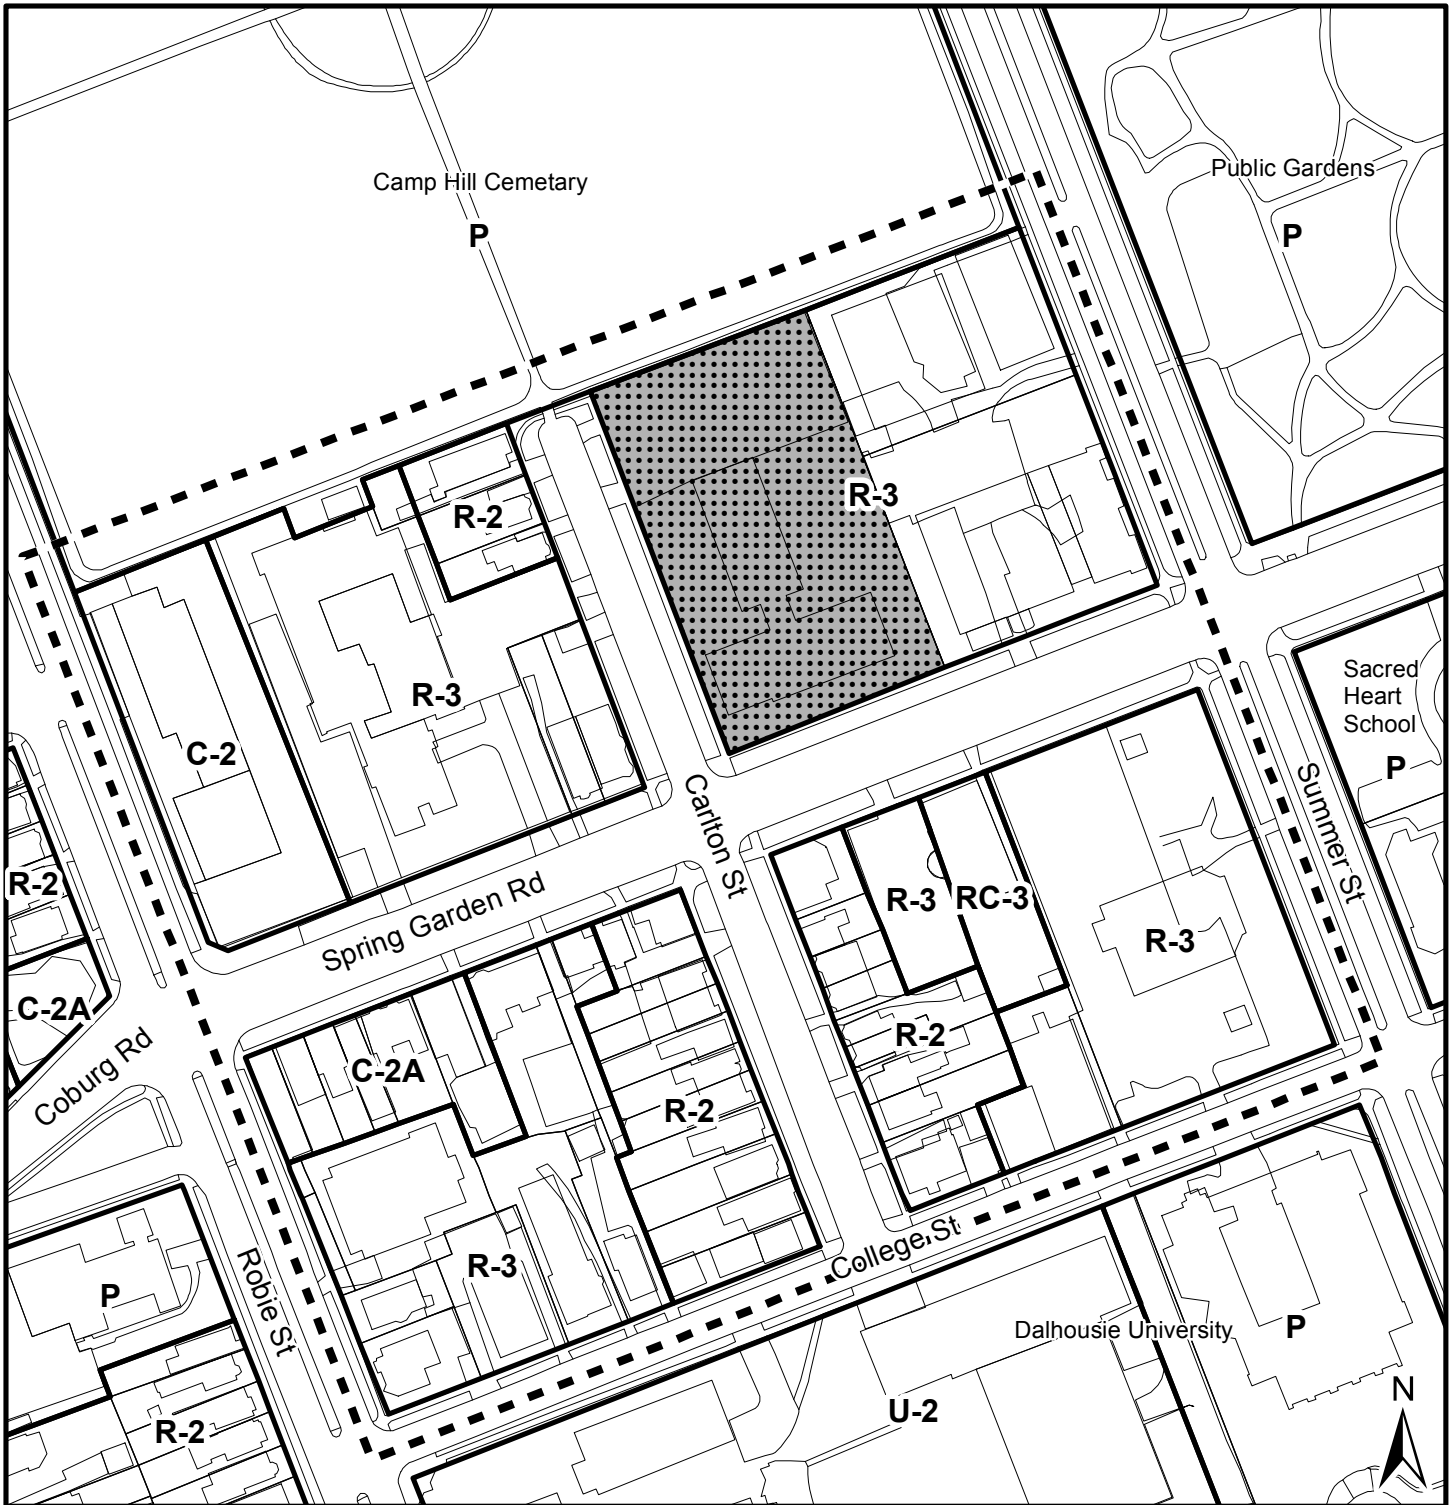 Camp Hill Cemetary
P
Public Gardens
P
R-3
R-2
R-3
C-2
Sacred
Heart
School
P
Carlton St
Summer St
R-2
R-3
RC-3
R-3
Spring Garden Rd
C-2A
Coburg Rd
C-2A
R-2
R-2
R-3
College St
Robie St
P
Dalhousie University
P
U-2
R-2
N